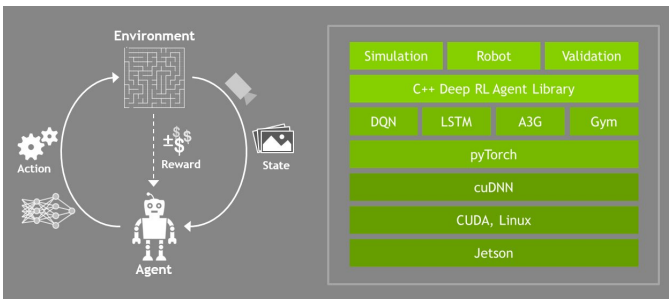 Environment
±$$$
Reward
Action
State
Agent
Simulation
Robot
Validation
C++ Deep RL Agent Library
DQN
LSTM
A3G
Gym
pyTorch
cuDNN
CUDA, Linux
Jetson